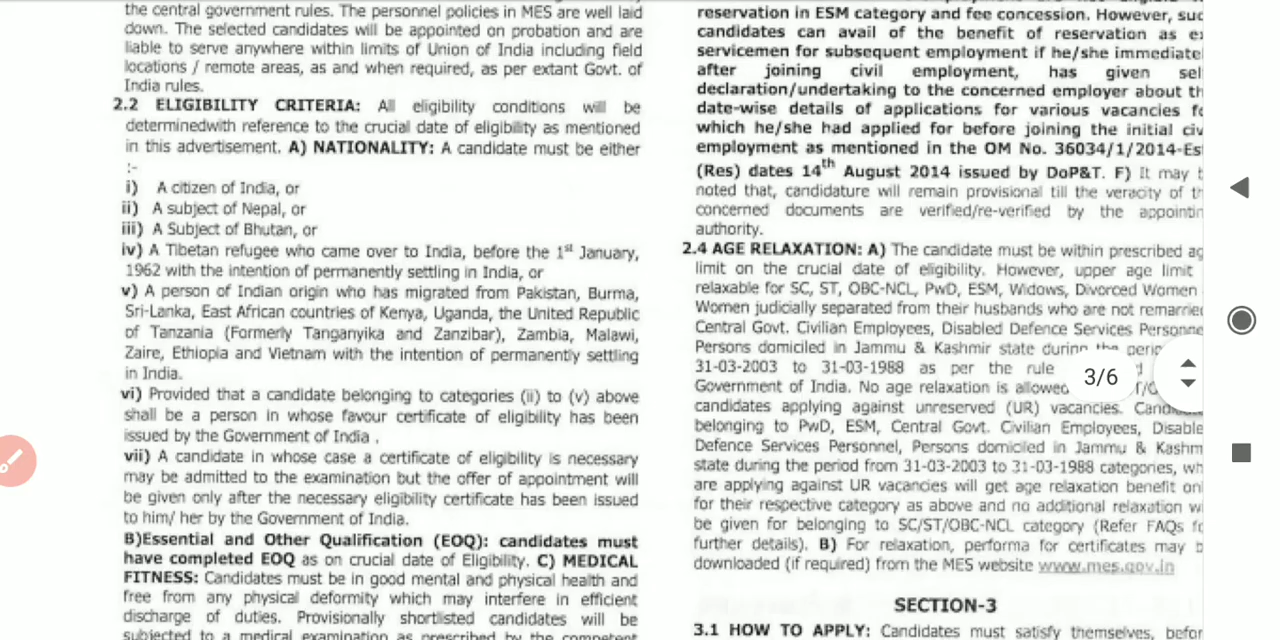 the central government rules. The personnel policies in MES are well laid
down. The selected candidates will be appointed on probation and are
liable to serve anywhere within limits of Union of India including field
locations / remote areas, as and when required, as per extant Govt. of
India rules.
2.2 ELIGIBILITY CRITERIA: All eligibility conditions will be
determinedwith reference to the crucial date of eligibility as mentioned
in this advertisement. A) NATIONALITY: A candidate must be either
:-
i) A citizen of India, or
ii) A subject of Nepal, or
iii) A Subject of Bhutan, or
iv) A Tibetan refugee who came over to India, before the 1st January,
1962 with the intention of permanently settling in India, or
v) A person of Indian origin who has migrated from Pakistan, Burma,
Sri-Lanka, East African countries of Kenya, Uganda, the United Republic
of Tanzania (Formerly Tanganyika and Zanzibar), Zambia, Malawi,
Zaire, Ethiopia and Vietnam with the intention of permanently settling
in India.
vi) Provided that a candidate belonging to categories (ii) to (v) above
shall be a person in whose favour certificate of eligibility has been
issued by the Government of India .
vii) A candidate in whose case a certificate of eligibility is necessary
may be admitted to the examination but the offer of appointment will
be given only after the necessary eligibility certificate has been issued
to him/ her by the Government of India.
B)Essential and Other Qualification (EOQ): candidates must
have completed EOQ as on crucial date of Eligibility. C) MEDICAL
FITNESS: Candidates must be in good mental and physical health and
free from any physical deformity which may interfere in efficient
discharge of duties. Provisionally shortlisted candidates will be
subjected to a medical examination as prescribed by the competent
reservation in ESM category and fee concession. However, suc
candidates can avail of the benefit of reservation as ex
servicemen for subsequent employment if he/she immediate
after joining civil employment, has given sel
declaration/undertaking to the concerned employer about th
date-wise details of applications for various vacancies fo
which he/she had applied for before joining the initial civ
employment as mentioned in the OM No. 36034/1/2014-Est
(Res) dates 14th August 2014 issued by DoP&T. F) It may b
noted that, candidature will remain provisional till the veracity of th
concerned documents are verified/re-verified by the appointin
authority.
2.4 AGE RELAXATION: A) The candidate must be within prescribed ag
limit on the crucial date of eligibility. However, upper age limit
relaxable for SC, ST, OBC-NCL, PwD, ESM, Widows, Divorced Women
Women judicially separated from their husbands who are not remarried
Central Govt. Civilian Employees, Disabled Defence Services Personne
Persons domiciled in Jammu & Kashmir state during the perio
31-03-2003 to 31-03-1988 as per the rule
Government of India. No age relaxation is allowed
candidates applying against unreserved (UR) vacancies.
belonging to PwD, ESM, Central Govt. Civilian Employees, Disable
Defence Services Personnel, Persons domiciled in Jammu & Kashm
state during the period from 31-03-2003 to 31-03-1988 categories, wh
are applying against UR vacancies will get age relaxation benefit on
for their respective category as above and no additional relaxation w
be given for belonging to SC/ST/OBC-NCL category (Refer FAQs fo
further details). B) For relaxation, performa for certificates may b
downloaded (if required) from the MES website www.mes.gov.in
SECTION-3
3.1 HOW TO APPLY: Candidates must satisfy themselves, befor
3/6